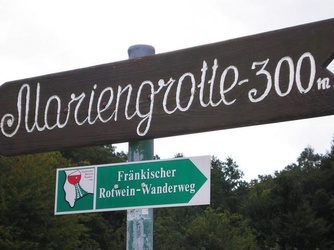 Mariengrotte-300m
Fränkischer
Rotwein-Wanderweg